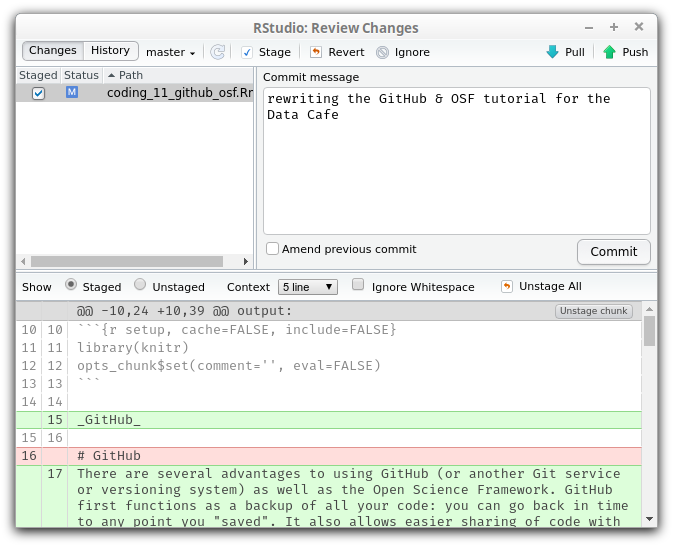 RStudio: Review Changes
Changes History master Stage Revert Ignore Pull Push
Staged Status Path
M coding_11_github_osf.Rr
Commit message
rewriting the GitHub & OSF tutorial for the
Data Cafe
Amend previous commit
Commit
Show Staged Unstaged Context 5 line Ignore Whitespace Unstage All
@@ -10,24 +10,39 @@ output: Unstage chunk
10 10 ```{r setup, cache=FALSE, include=FALSE}
11 11 library(knitr)
12 12 opts_chunk$set(comment='', eval=FALSE)
13 13 ```
14 14
15 _GitHub_
15 16
16 # GitHub
17 There are several advantages to using GitHub (or another Git service
or versioning system) as well as the Open Science Framework. GitHub
first functions as a backup of all your code: you can go back in time
to any point you "saved". It also allows easier sharing of code with